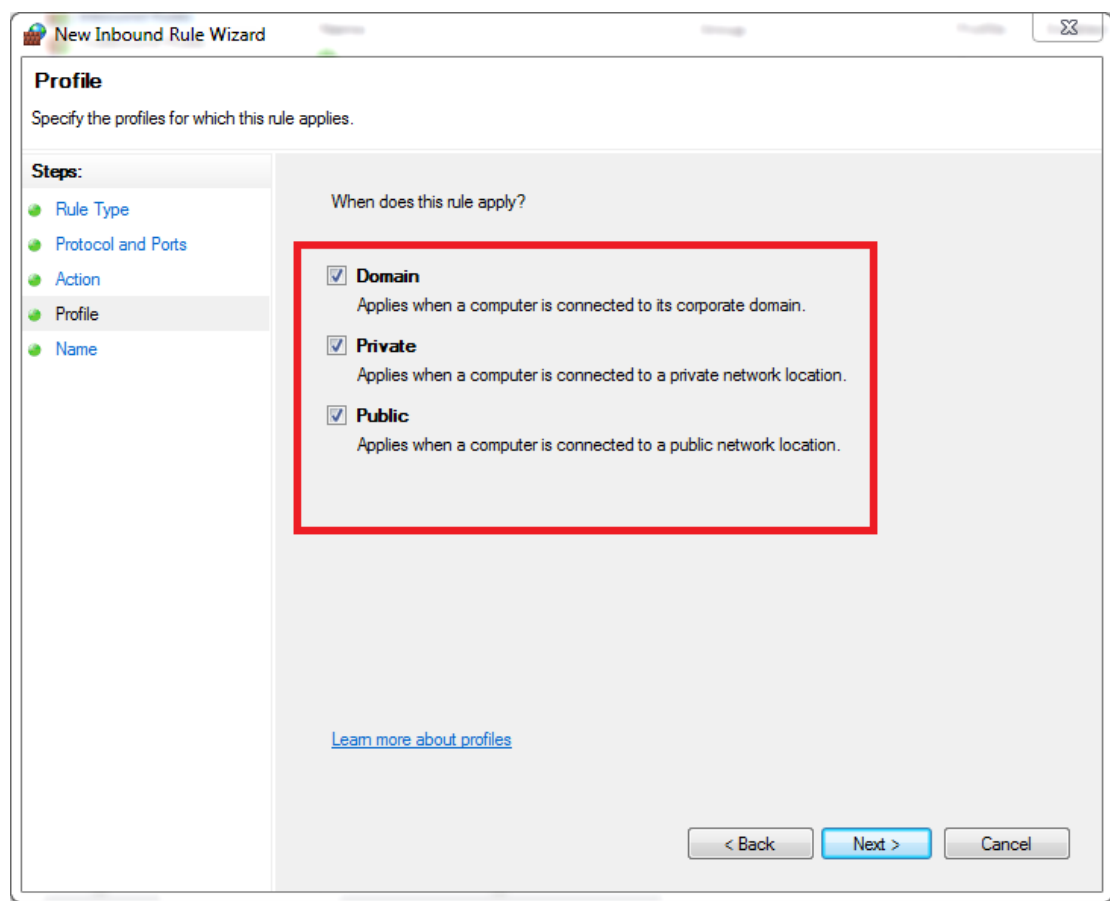 New Inbound Rule Wizard
Profile
Specify the profiles for which this rule applies.
Steps:
Rule Type
Protocol and Ports
Action
Profile
Name
When does this rule apply?
Domain
Applies when a computer is connected to its corporate domain.
Private
Applies when a computer is connected to a private network location.
Public
Applies when a computer is connected to a public network location.
Learn more about profiles
< Back
Next >
Cancel